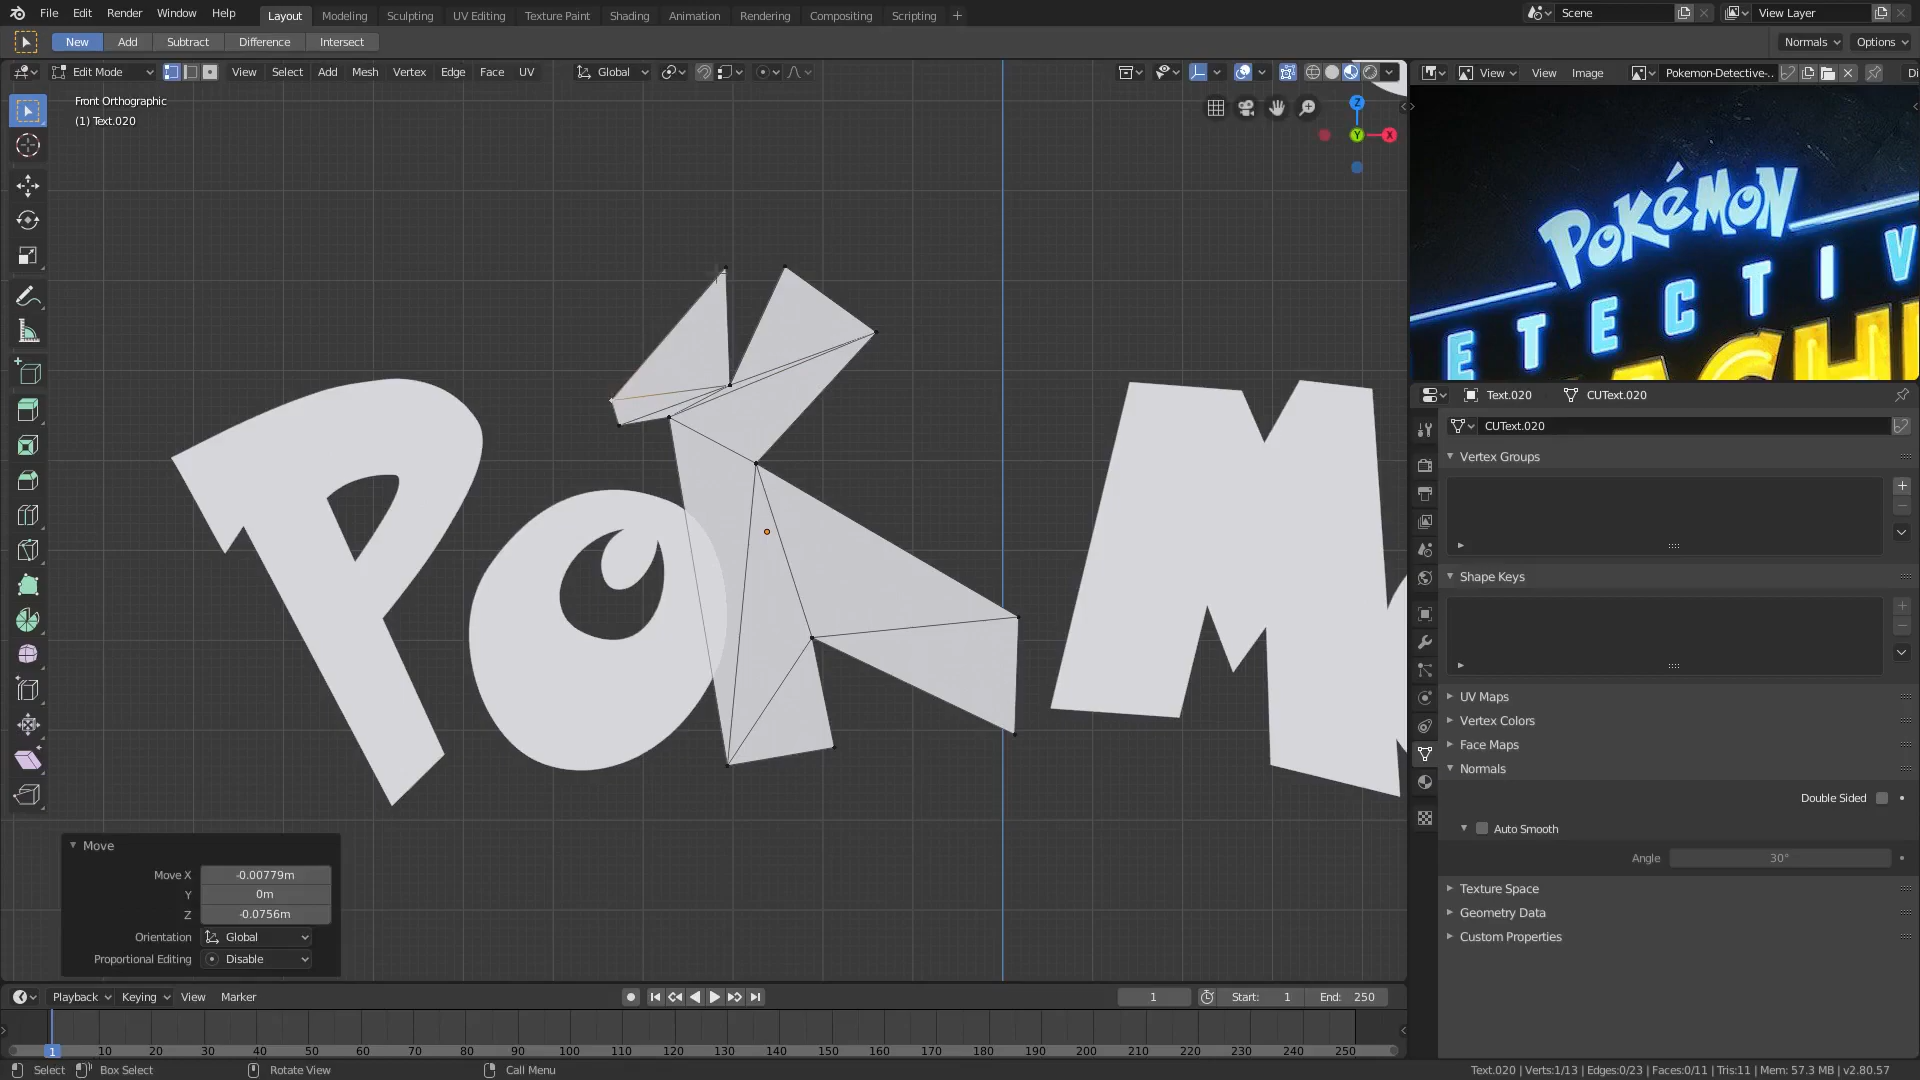 File Edit Render Window Help Layout Modeling Sculpting UV Editing Texture Paint Shading Animation Rendering Compositing Scripting + Scene View Layer
New Add Subtract Difference Intersect Normals Options
Edit Mode View Select Add Mesh Vertex Edge Face UV Global View View Image Pokemon-Detective-.. Di
Front Orthographic
(1) Text.020
Z
Y
X
POKéMON
ETECTIV
ACHU
Po
K
M
Text.020 CUText.020
CUText.020
Vertex Groups
Shape Keys
UV Maps
Vertex Colors
Face Maps
Normals
Double Sided
Auto Smooth
Angle 30°
Texture Space
Geometry Data
Custom Properties
Move
Move X -0.00779m
Y 0m
Z -0.0756m
Orientation Global
Proportional Editing Disable
Playback Keying View Marker 1 Start: 1 End: 250
1 10 20 30 40 50 60 70 80 90 100 110 120 130 140 150 160 170 180 190 200 210 220 230 240 250
Select Box Select Rotate View Call Menu Text.020 | Verts:1/13 | Edges:0/23 | Faces:0/11 | Tris:11 | Mem: 57.3 MB | v2.80.57